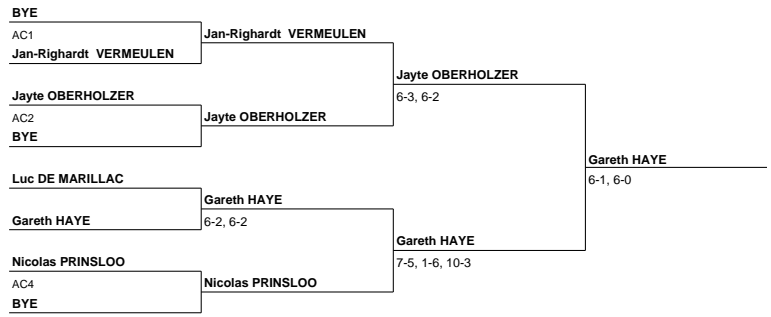 BYE
AC1
Jan-Righardt VERMEULEN
Jayte OBERHOLZER
AC2
BYE
Luc DE MARILLAC
Gareth HAYE
Nicolas PRINSLOO
AC4
BYE
Jan-Righardt VERMEULEN
Jayte OBERHOLZER
Gareth HAYE
6-2, 6-2
Nicolas PRINSLOO
Jayte OBERHOLZER
6-3, 6-2
Gareth HAYE
7-5, 1-6, 10-3
Gareth HAYE
6-1, 6-0